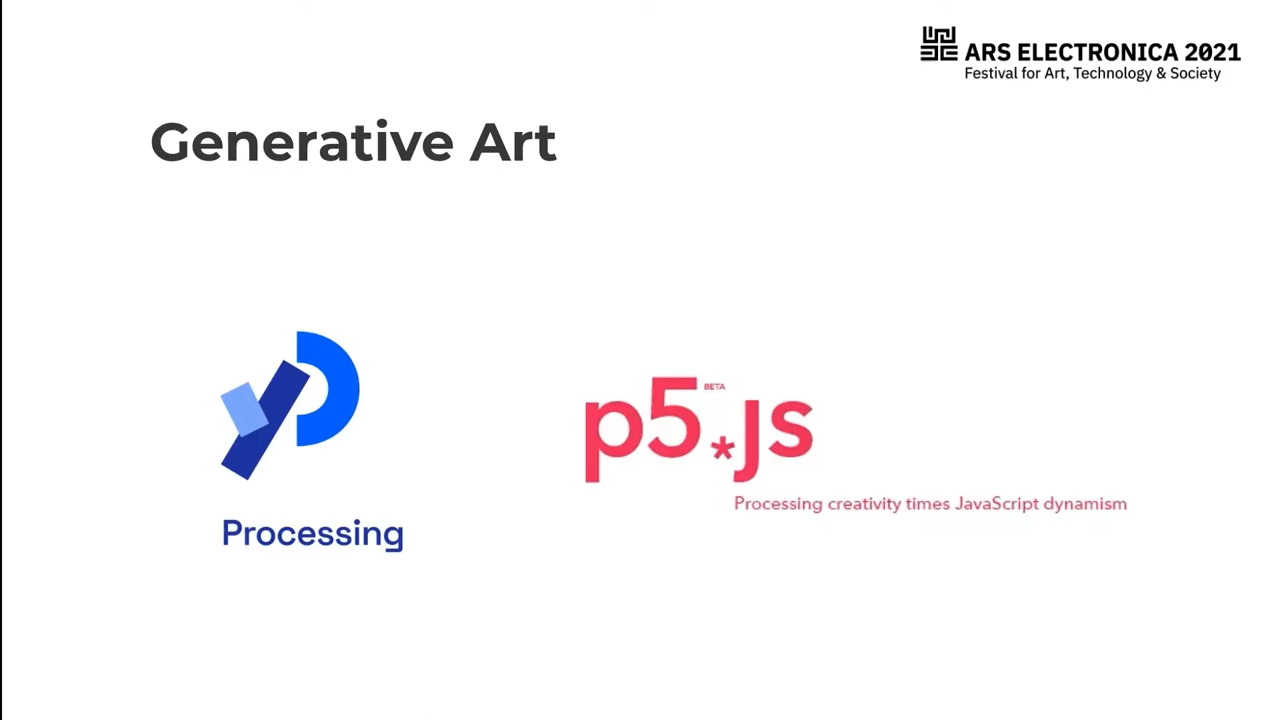 ARS ELECTRONICA 2021
Festival for Art, Technology & Society
Generative Art
p5.js
BETA
Processing creativity times JavaScript dynamism
Processing